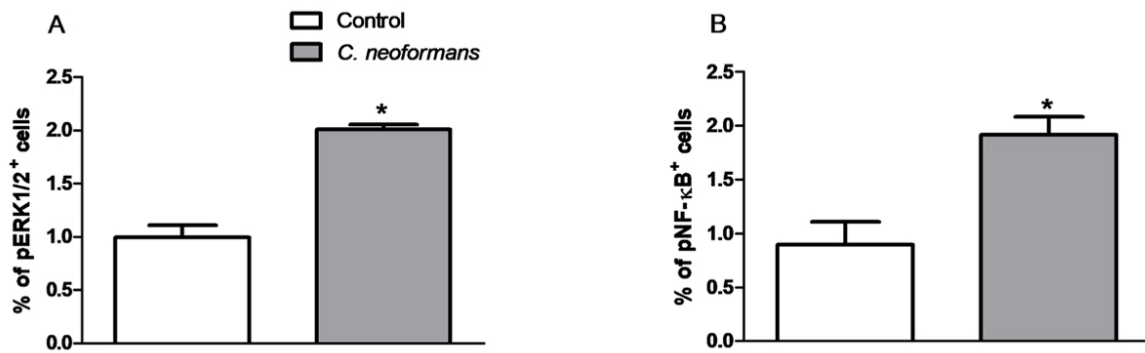 A
Control
C. neoformans
% of pERK1/2+ cells
2.5
2.0
1.5
1.0
0.5
0.0
*
B
% of pNF-κB+ cells
2.5
2.0
1.5
1.0
0.5
0.0
*